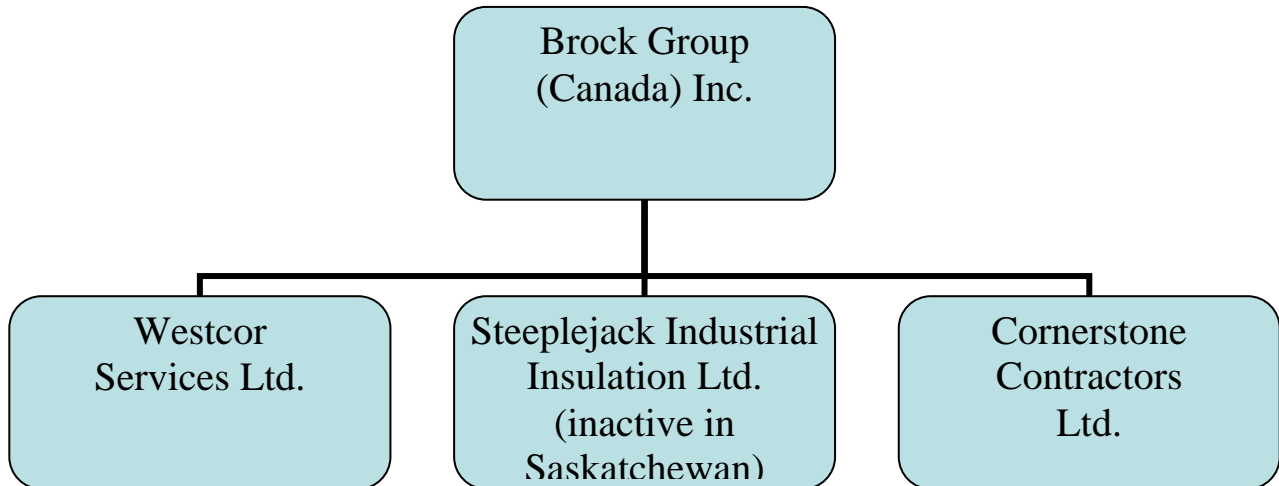 Brock Group
(Canada) Inc.
Westcor
Services Ltd.
Steeplejack Industrial
Insulation Ltd.
(inactive in
Saskatchewan)
Cornerstone
Contractors
Ltd.